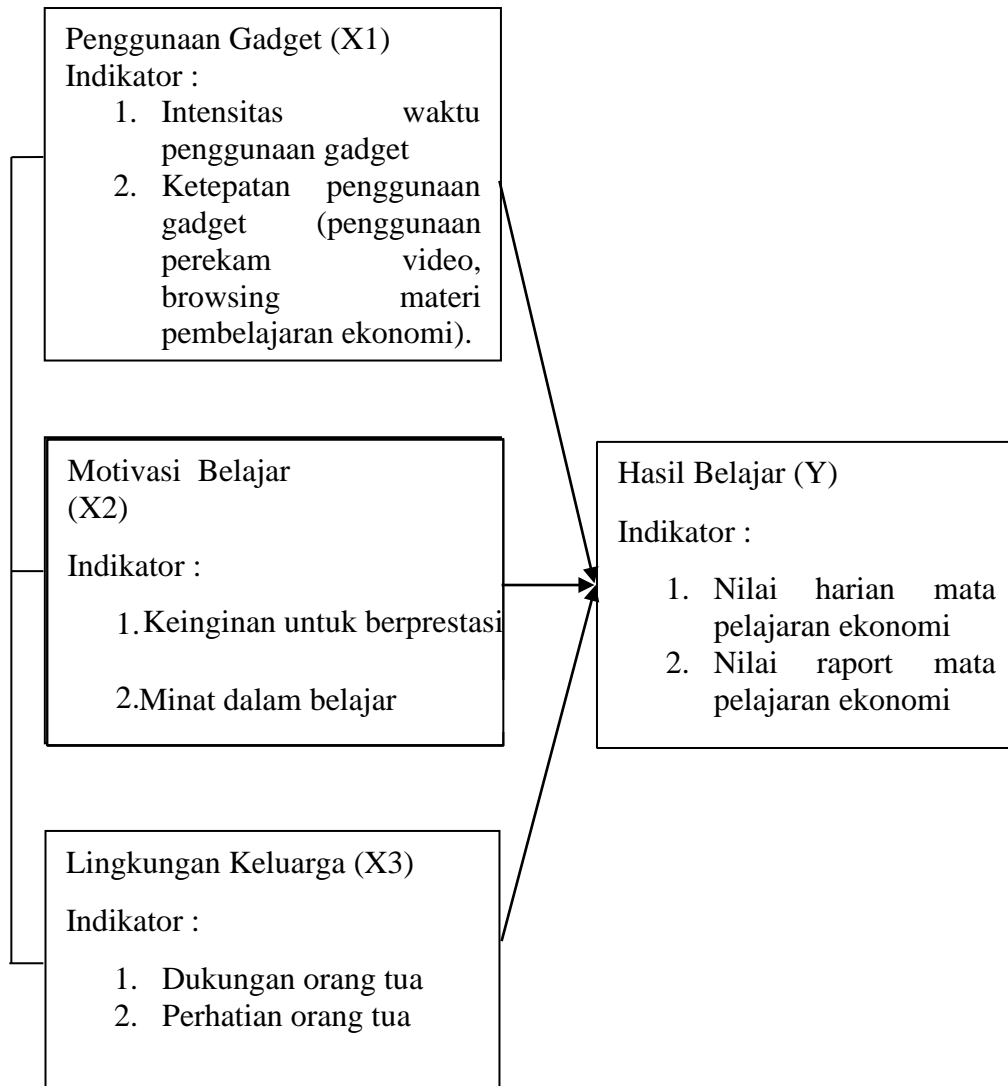 Penggunaan Gadget (X1)
Indikator :
1. Intensitas waktu
penggunaan gadget
2. Ketepatan penggunaan
gadget (penggunaan
perekam video,
browsing materi
pembelajaran ekonomi).
Motivasi Belajar
(X2)
Indikator :
1. Keinginan untuk berprestasi
2. Minat dalam belajar
Lingkungan Keluarga (X3)
Indikator :
1. Dukungan orang tua
2. Perhatian orang tua
Hasil Belajar (Y)
Indikator :
1. Nilai harian mata
pelajaran ekonomi
2. Nilai raport mata
pelajaran ekonomi